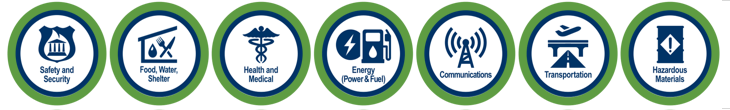 Safety and
Security
Food, Water,
Shelter
Health and
Medical
Energy
(Power & Fuel)
Communications
Transportation
Hazardous
Materials